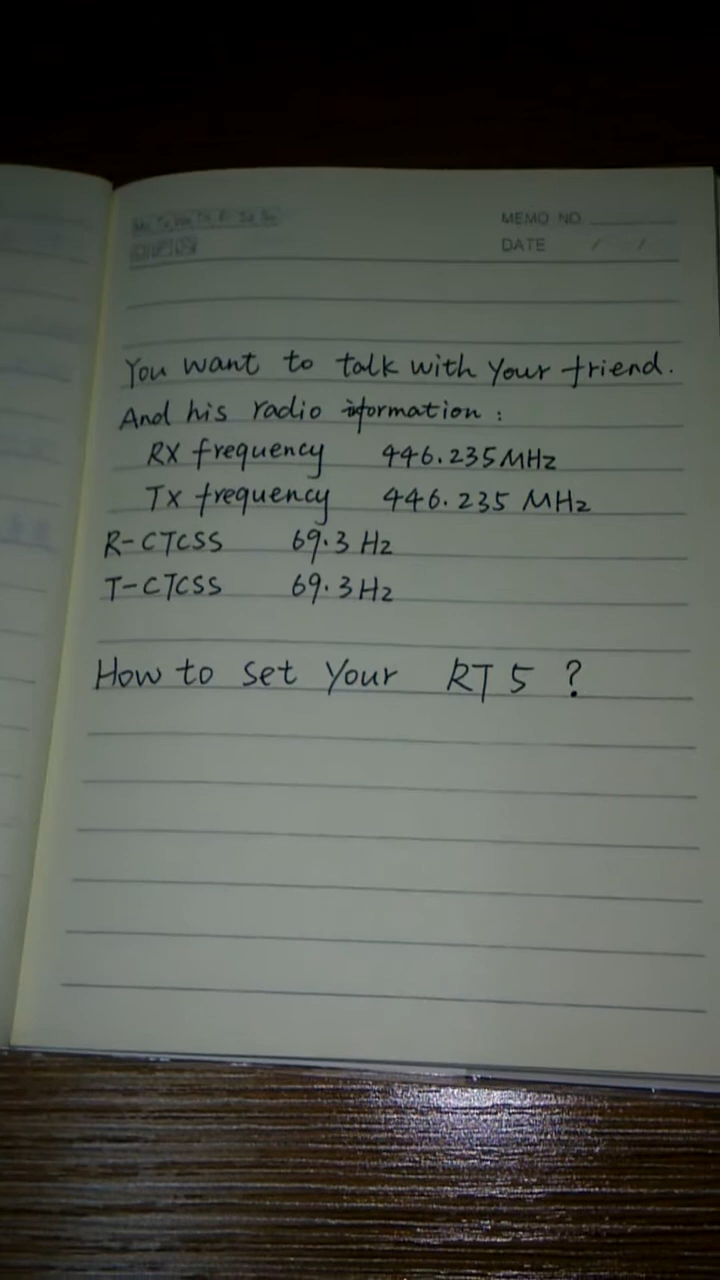 MEMO NO.
DATE / /
You want to talk with your friend.
And his radio iformation :
RX frequency 446.235MHz
Tx frequency 446.235 MHz
R-CTCSS 69.3 Hz
T-CTCSS 69.3Hz
How to set Your RT5 ?